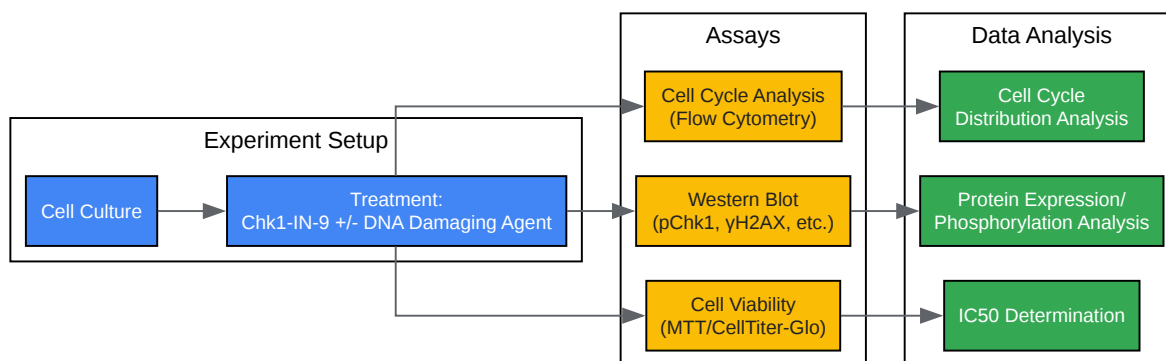 Experiment Setup
Cell Culture
Treatment:
Chk1-IN-9 +/- DNA Damaging Agent
Assays
Cell Cycle Analysis
(Flow Cytometry)
Western Blot
(pChk1, γH2AX, etc.)
Cell Viability
(MTT/CellTiter-Glo)
Data Analysis
Cell Cycle
Distribution Analysis
Protein Expression/
Phosphorylation Analysis
IC50 Determination